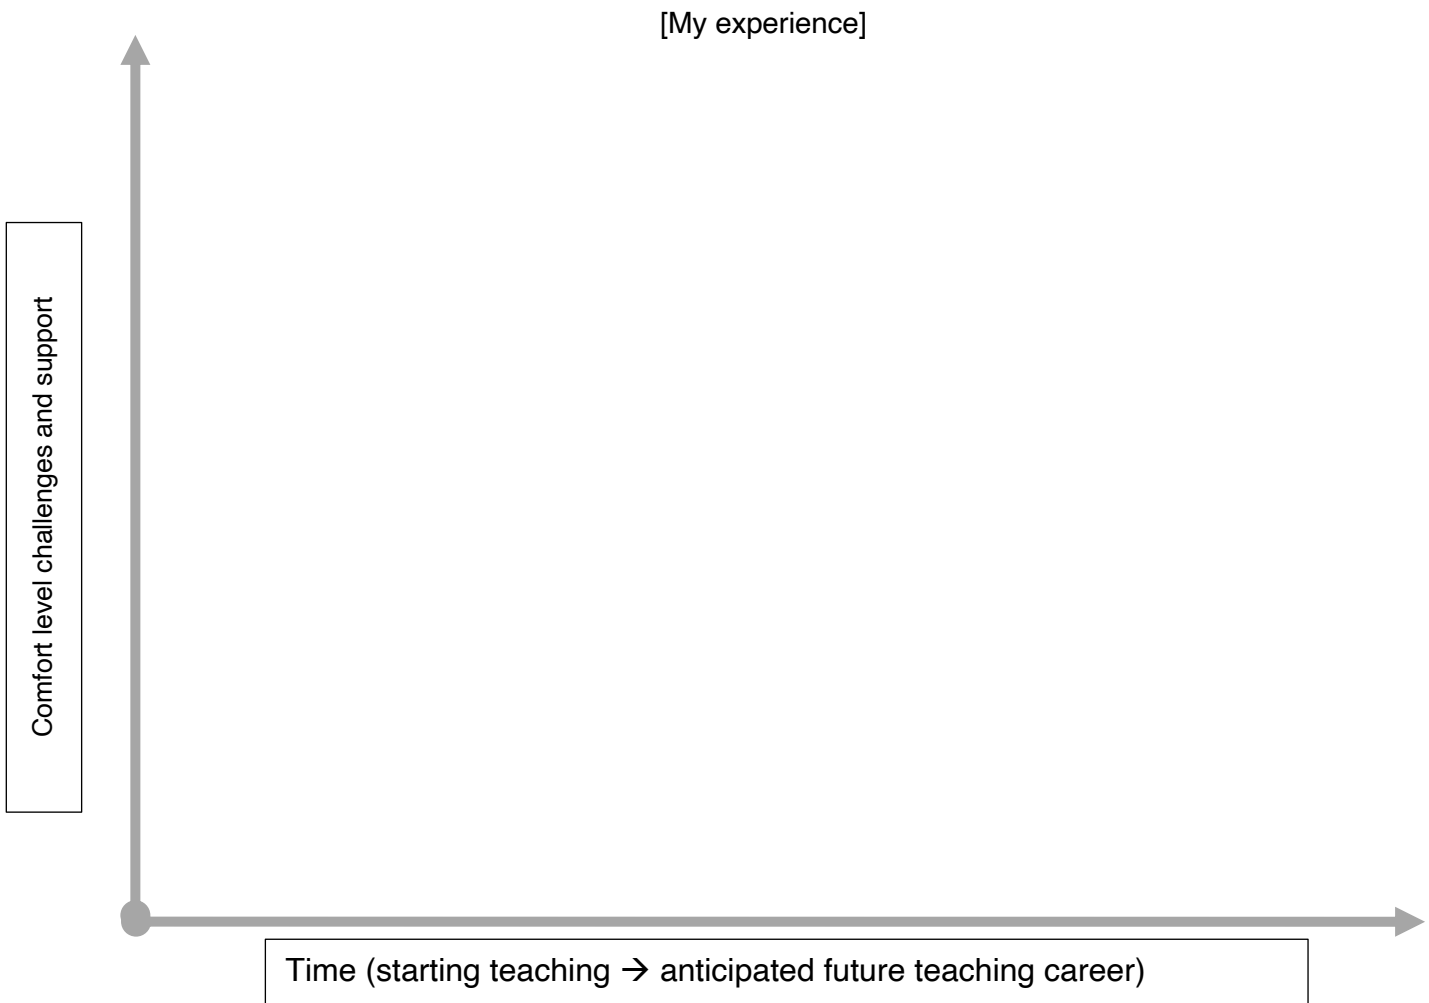 [My experience]
Comfort level challenges and support
Time (starting teaching → anticipated future teaching career)